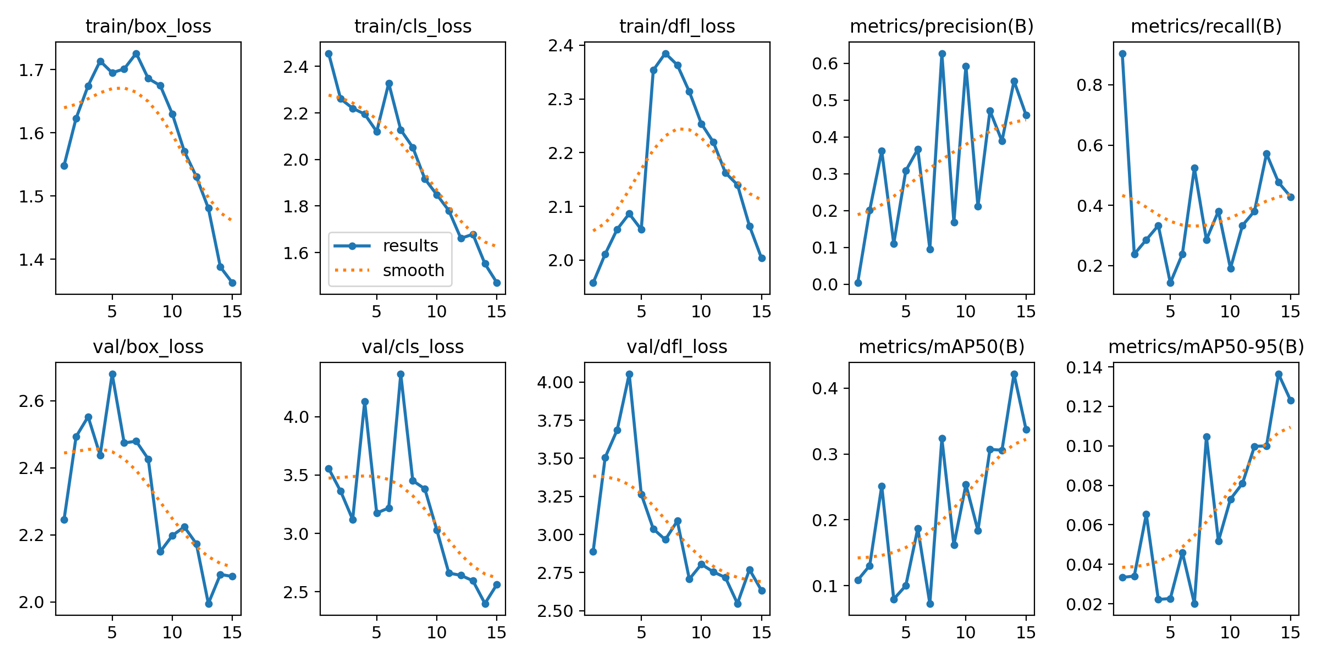 train/box_loss
1.7
1.6
1.5
1.4
5 10 15
train/cls_loss
2.4
2.2
2.0
1.8
1.6
results
smooth
5 10 15
train/dfl_loss
2.4
2.3
2.2
2.1
2.0
5 10 15
metrics/precision(B)
0.6
0.5
0.4
0.3
0.2
0.1
0.0
5 10 15
metrics/recall(B)
0.8
0.6
0.4
0.2
5 10 15
val/box_loss
2.6
2.4
2.2
2.0
5 10 15
val/cls_loss
4.0
3.5
3.0
2.5
5 10 15
val/dfl_loss
4.00
3.75
3.50
3.25
3.00
2.75
2.50
5 10 15
metrics/mAP50(B)
0.4
0.3
0.2
0.1
5 10 15
metrics/mAP50-95(B)
0.14
0.12
0.10
0.08
0.06
0.04
0.02
5 10 15